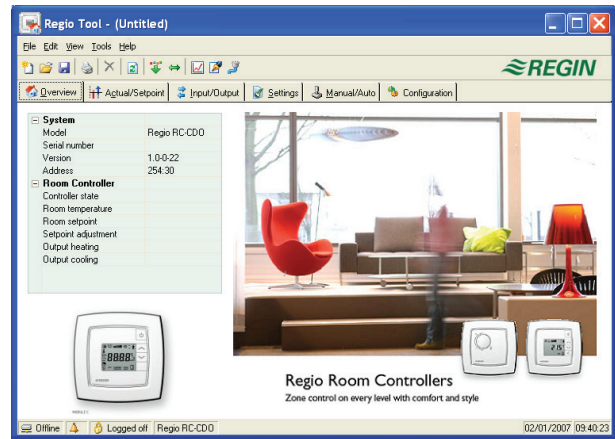 Regio Tool - (Untitled)
File Edit View Tools Help
REGIN
Overview Actual/Setpoint Input/Output Settings Manual/Auto Configuration
System
Model Regio RC-CDO
Serial number
Version 1.0-0-22
Address 254:30
Room Controller
Controller state
Room temperature
Room setpoint
Setpoint adjustment
Output heating
Output cooling
Regio Room Controllers
Zone control on every level with comfort and style
Offline Logged off Regio RC-CDO 02/01/2007 09:40:23